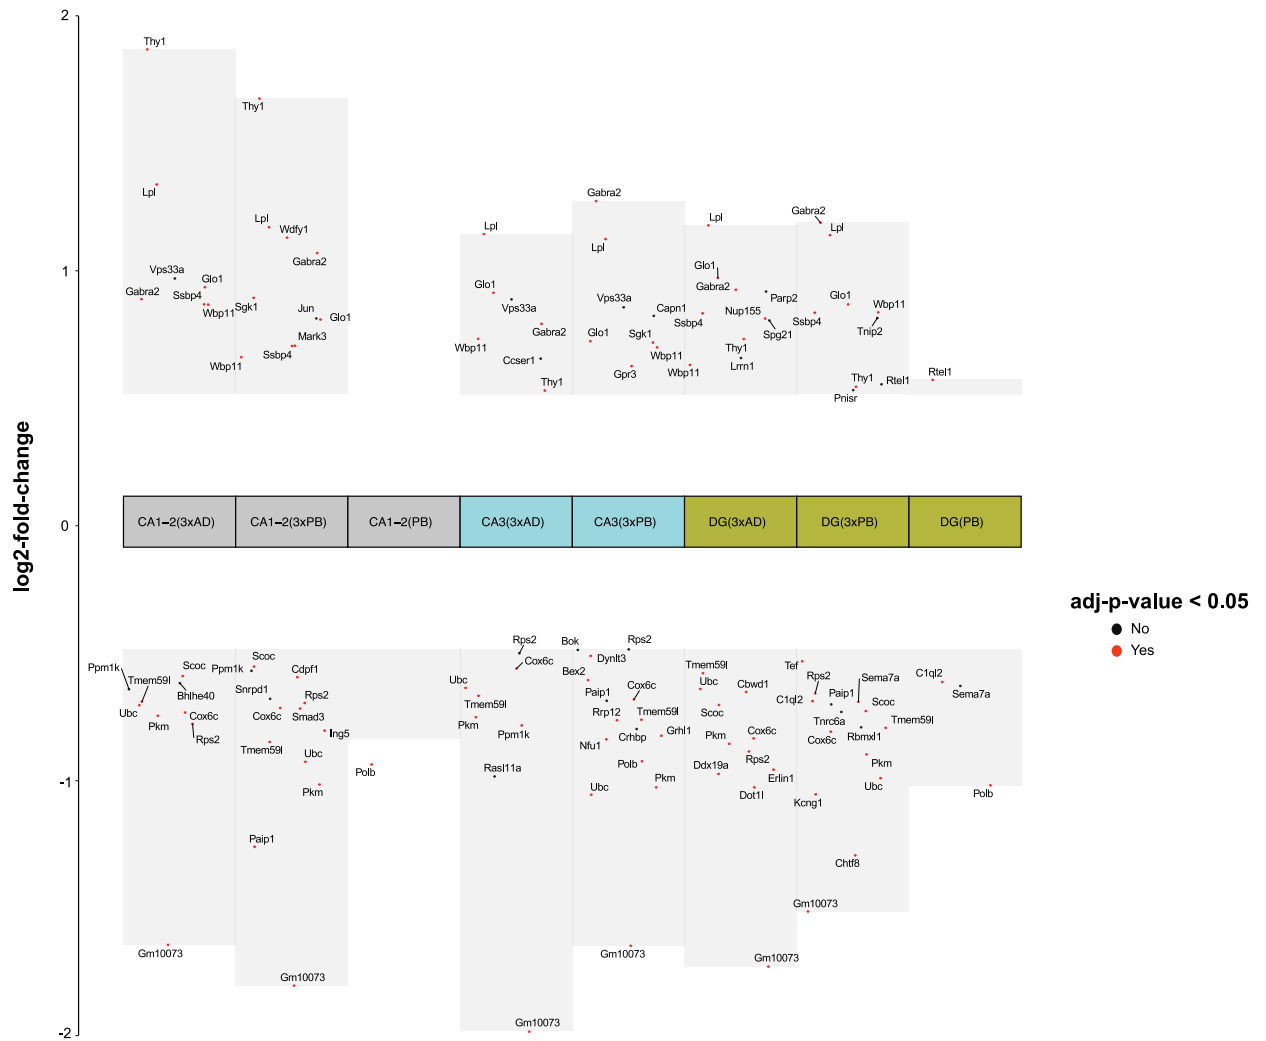 2
Thy1
Thy1
Gabra2
Lpl
Gabra2
Lpl
Lpl
Lpl
Wdfy1
Lpl
Lpl
Lpl
Gabra2
Vps33a
Glo1
Glo1
1
Gabra2
Ssbp4
Wbp11
Sgk1
Jun
Glo1
Mark3
Ssbp4
Wbp11
Glo1
Vps33a
Gabra2
Wbp11
Ccser1
Thy1
Vps33a
Capn1
Glo1
Sgk1
Wbp11
Gpr3
Gabra2
Parp2
Ssbp4
Nup155
Spg21
Thy1
Lrrn1
Wbp11
Glo1
Wbp11
Ssbp4
Tnip2
Thy1
Rtel1
Pnisr
Rtel1
log2-fold-change
0
CA1–2(3xAD)
CA1–2(3xPB)
CA1–2(PB)
CA3(3xAD)
CA3(3xPB)
DG(3xAD)
DG(3xPB)
DG(PB)
adj-p-value < 0.05
No
Yes
Ppm1k
Tmem59l
Scoc
Bhlhe40
Ubc
Pkm
Cox6c
Rps2
Scoc
Ppm1k
Cdpf1
Snrpd1
Rps2
Cox6c
Smad3
Ing5
Tmem59l
Ubc
Pkm
Paip1
Polb
Rps2
Cox6c
Ubc
Tmem59l
Pkm
Ppm1k
Rasl11a
Bok
Rps2
Dynlt3
Bex2
Cox6c
Paip1
Rrp12
Tmem59l
Crhbp
Grhl1
Nfu1
Polb
Pkm
Ubc
Tmem59l
Ubc
Cbwd1
Scoc
Pkm
Cox6c
Rps2
Ddx19a
Erlin1
Dot1l
Tef
Rps2
Sema7a
C1ql2
Paip1
Scoc
Tnrc6a
Tmem59l
Cox6c
Rbmxl1
Pkm
Ubc
Kcng1
Chtf8
C1ql2
Sema7a
Polb
-1
Gm10073
Gm10073
Gm10073
Gm10073
Gm10073
Gm10073
-2